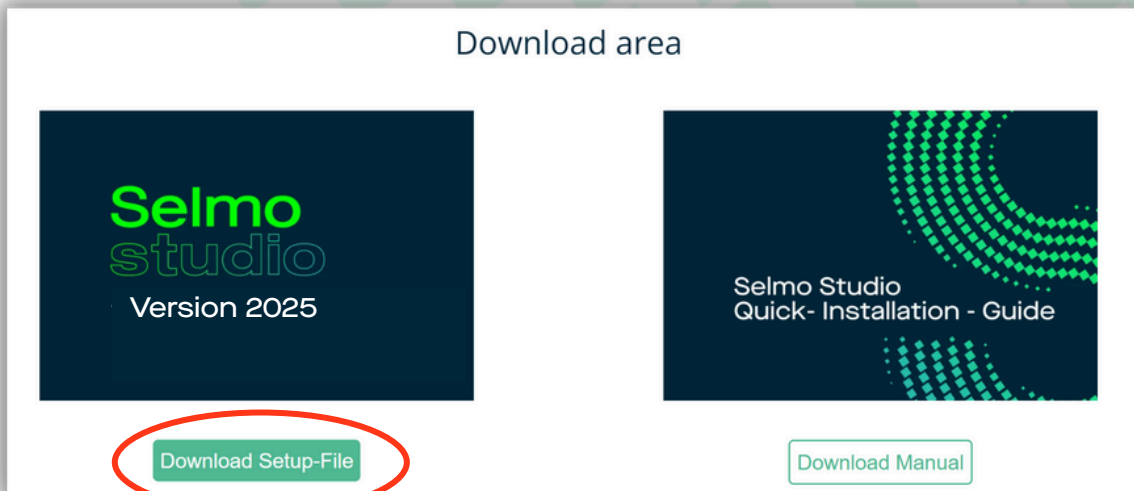 Download area
Selmo
studio
Version 2025
Download Setup-File
Selmo Studio
Quick- Installation - Guide
Download Manual